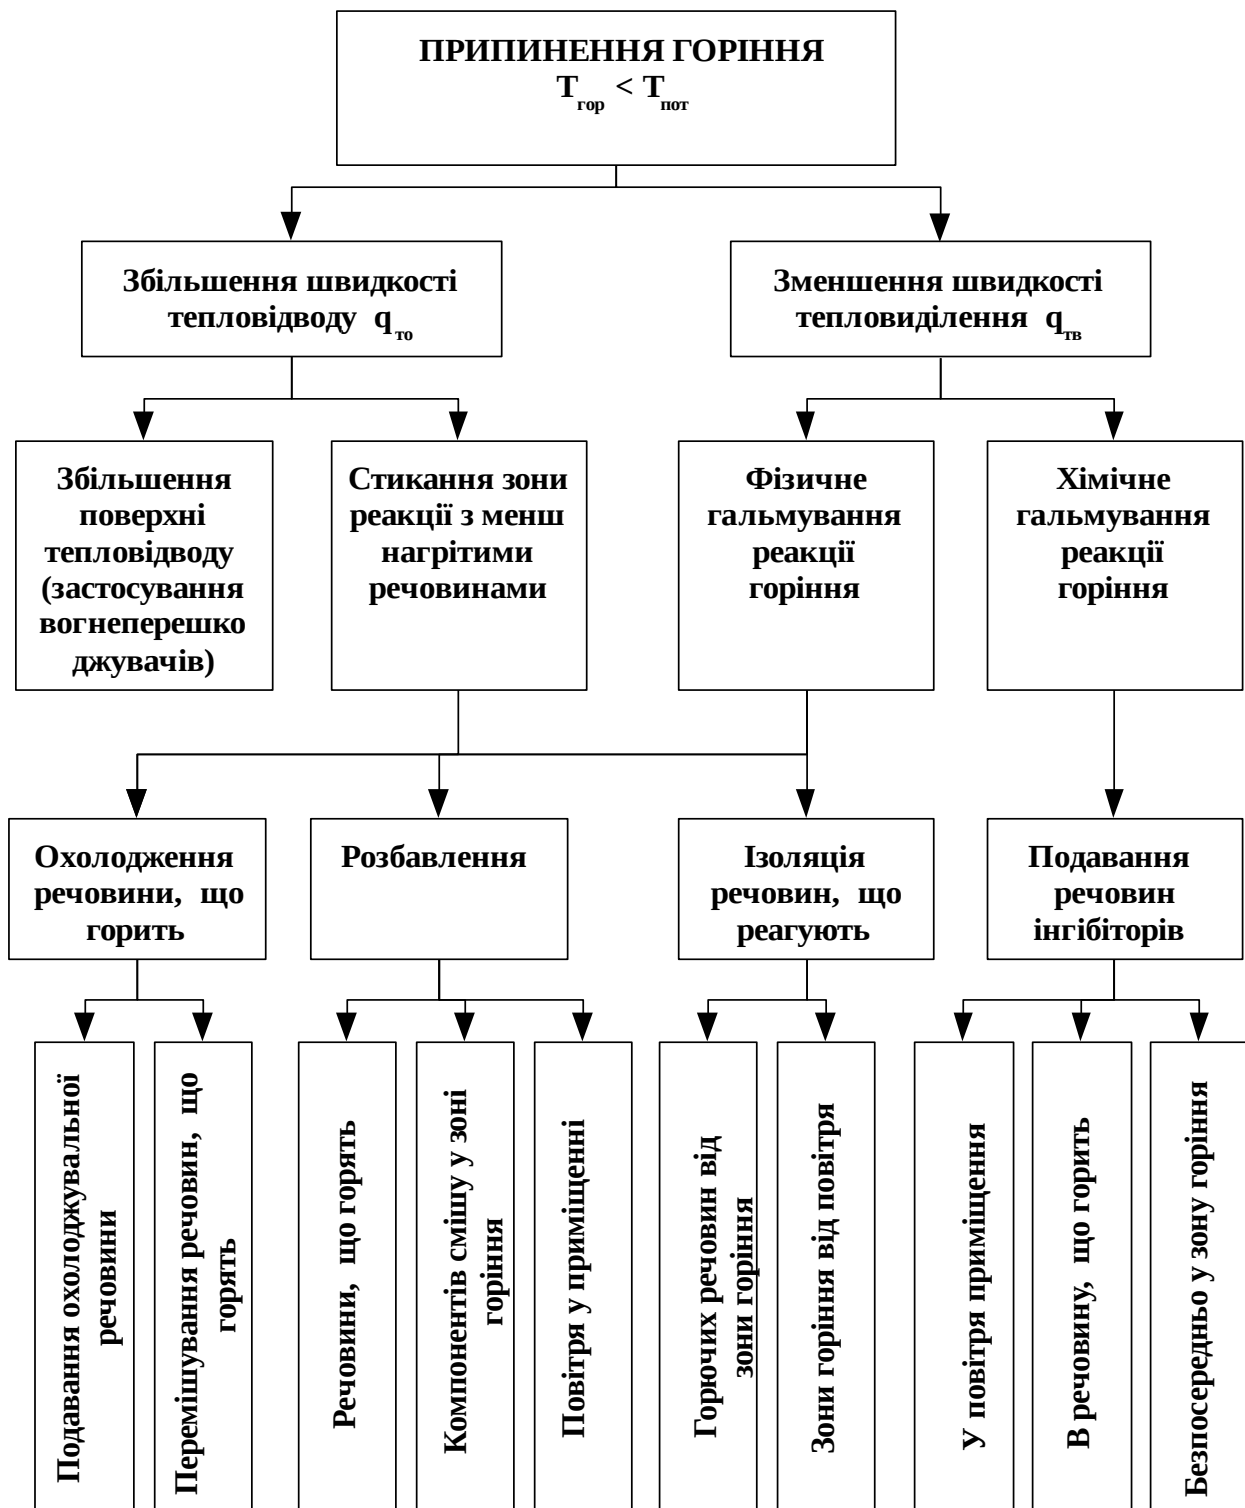 ПРИПИНЕННЯ ГОРІННЯ
Tгор < Tпот
Збільшення швидкості
тепловідводу qто
Зменшення швидкості
тепловиділення qтв
Збільшення
поверхні
тепловідводу
(застосування
вогнеперешко
джувачів)
Стикання зони
реакції з менш
нагрітими
речовинами
Фізичне
гальмування
реакції
горіння
Хімічне
гальмування
реакції
горіння
Охолодження
речовини, що
горить
Розбавлення
Ізоляція
речовин, що
реагують
Подавання
речовин
інгібіторів
Подавання охолоджувальної
речовини
Перемішування речовин, що
горять
Речовини, що горять
Компонентів смішу у зоні
горіння
Повітря у приміщенні
Горючих речовин від
зони горіння
Зони горіння від повітря
У повітря приміщення
В речовину, що горить
Безпосередньо у зону горіння